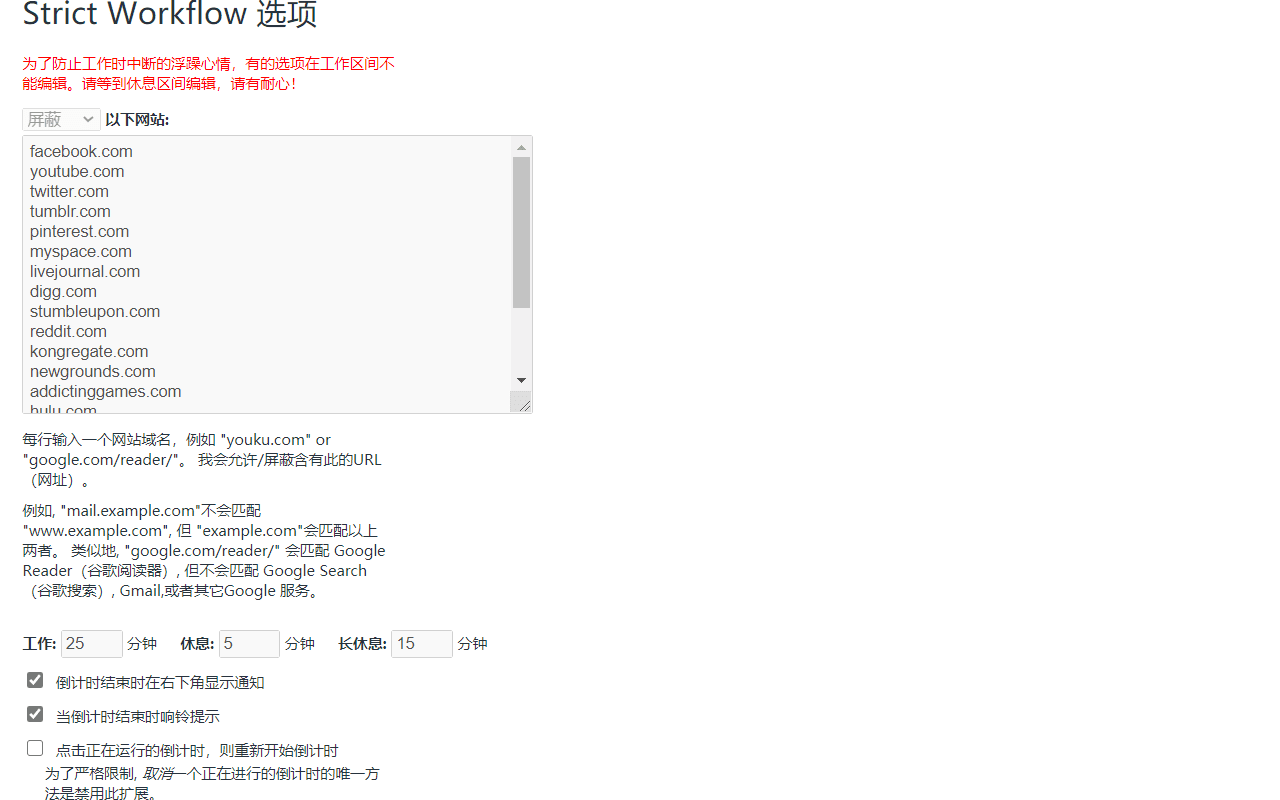 Strict Workflow 选项
为了防止工作时中断的浮躁心情，有的选项在工作区间不
能编辑。请等到休息区间编辑，请有耐心！
屏蔽 以下网站:
facebook.com
youtube.com
twitter.com
tumblr.com
pinterest.com
myspace.com
livejournal.com
digg.com
stumbleupon.com
reddit.com
kongregate.com
newgrounds.com
addictinggames.com
hulu.com
每行输入一个网站域名，例如 "youku.com" or
"google.com/reader/"。 我会允许/屏蔽含有此的URL
（网址）。
例如, "mail.example.com"不会匹配
"www.example.com", 但 "example.com"会匹配以上
两者。 类似地, "google.com/reader/" 会匹配 Google
Reader（谷歌阅读器）, 但不会匹配 Google Search
（谷歌搜索）, Gmail,或者其它Google 服务。
工作: 25 分钟 休息: 5 分钟 长休息: 15 分钟
倒计时结束时在右下角显示通知
当倒计时结束时响铃提示
点击正在运行的倒计时，则重新开始倒计时
为了严格限制, 取消一个正在进行的倒计时的唯一方
法是禁用此扩展。